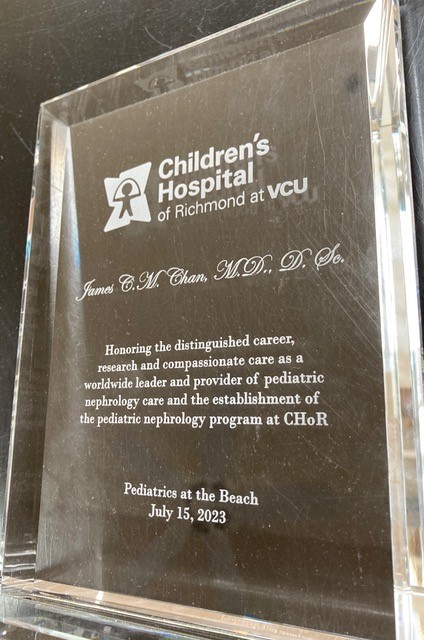 Children's
Hospital
of Richmond at VCU
James C.M. Chan, M.D., D. Sc.
Honoring the distinguished career,
research and compassionate care as a
worldwide leader and provider of pediatric
nephrology care and the establishment of
the pediatric nephrology program at CHoR
Pediatrics at the Beach
July 15, 2023